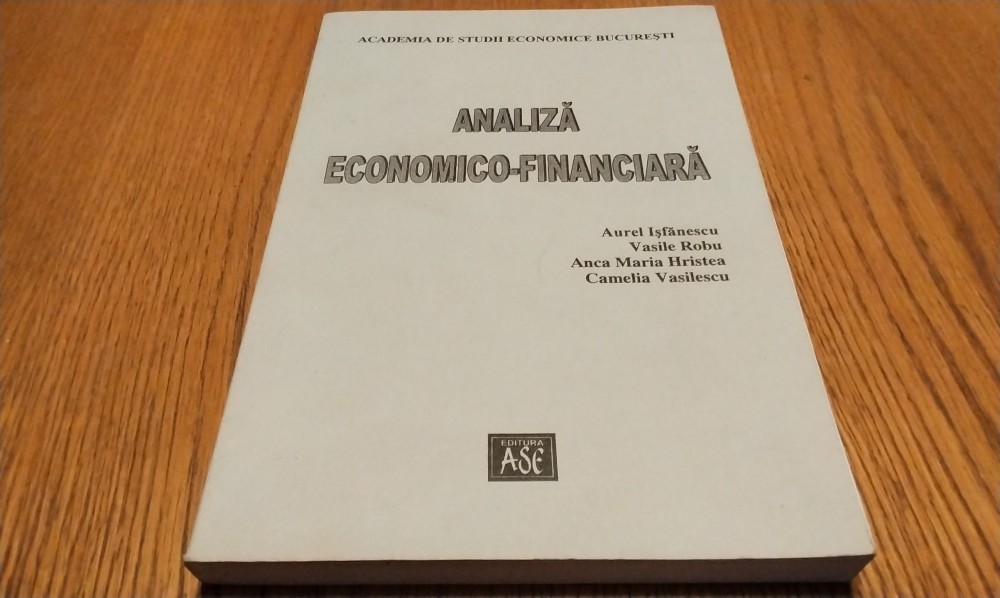 ACADEMIA DE STUDII ECONOMICE BUCUREŞTI
ANALIZĂ
ECONOMICO-FINANCIARĂ
Aurel Işfănescu
Vasile Robu
Anca Maria Hristea
Camelia Vasilescu
EDITURA
ASE